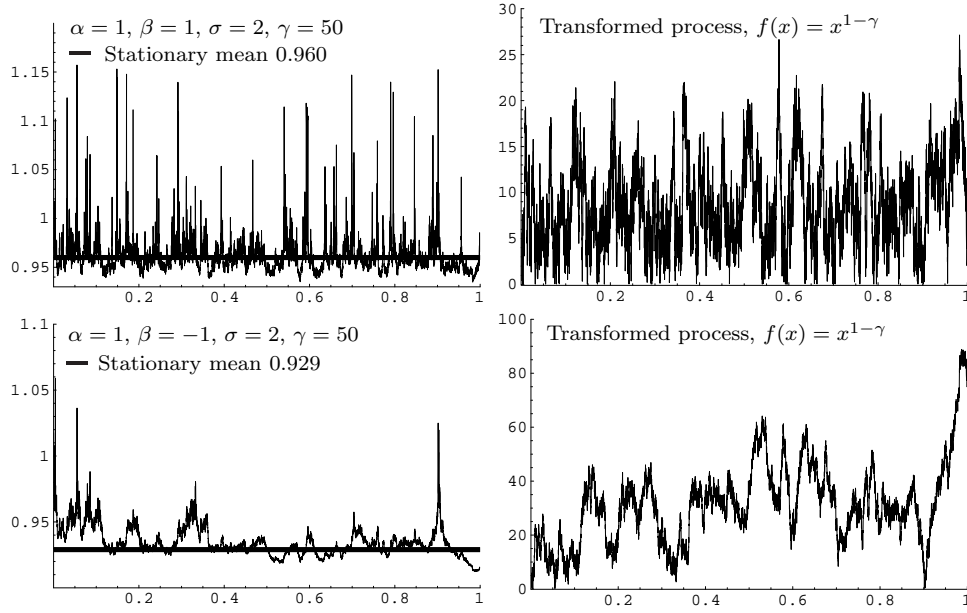 α = 1, β = 1, σ = 2, γ = 50
Stationary mean 0.960
1.15
1.1
1.05
1
0.95
0.2 0.4 0.6 0.8 1
Transformed process, f(x) = x^{1−γ}
30
25
20
15
10
5
0
0.2 0.4 0.6 0.8 1
α = 1, β = −1, σ = 2, γ = 50
Stationary mean 0.929
1.1
1.05
1
0.95
0.2 0.4 0.6 0.8 1
Transformed process, f(x) = x^{1−γ}
100
80
60
40
20
0
0.2 0.4 0.6 0.8 1